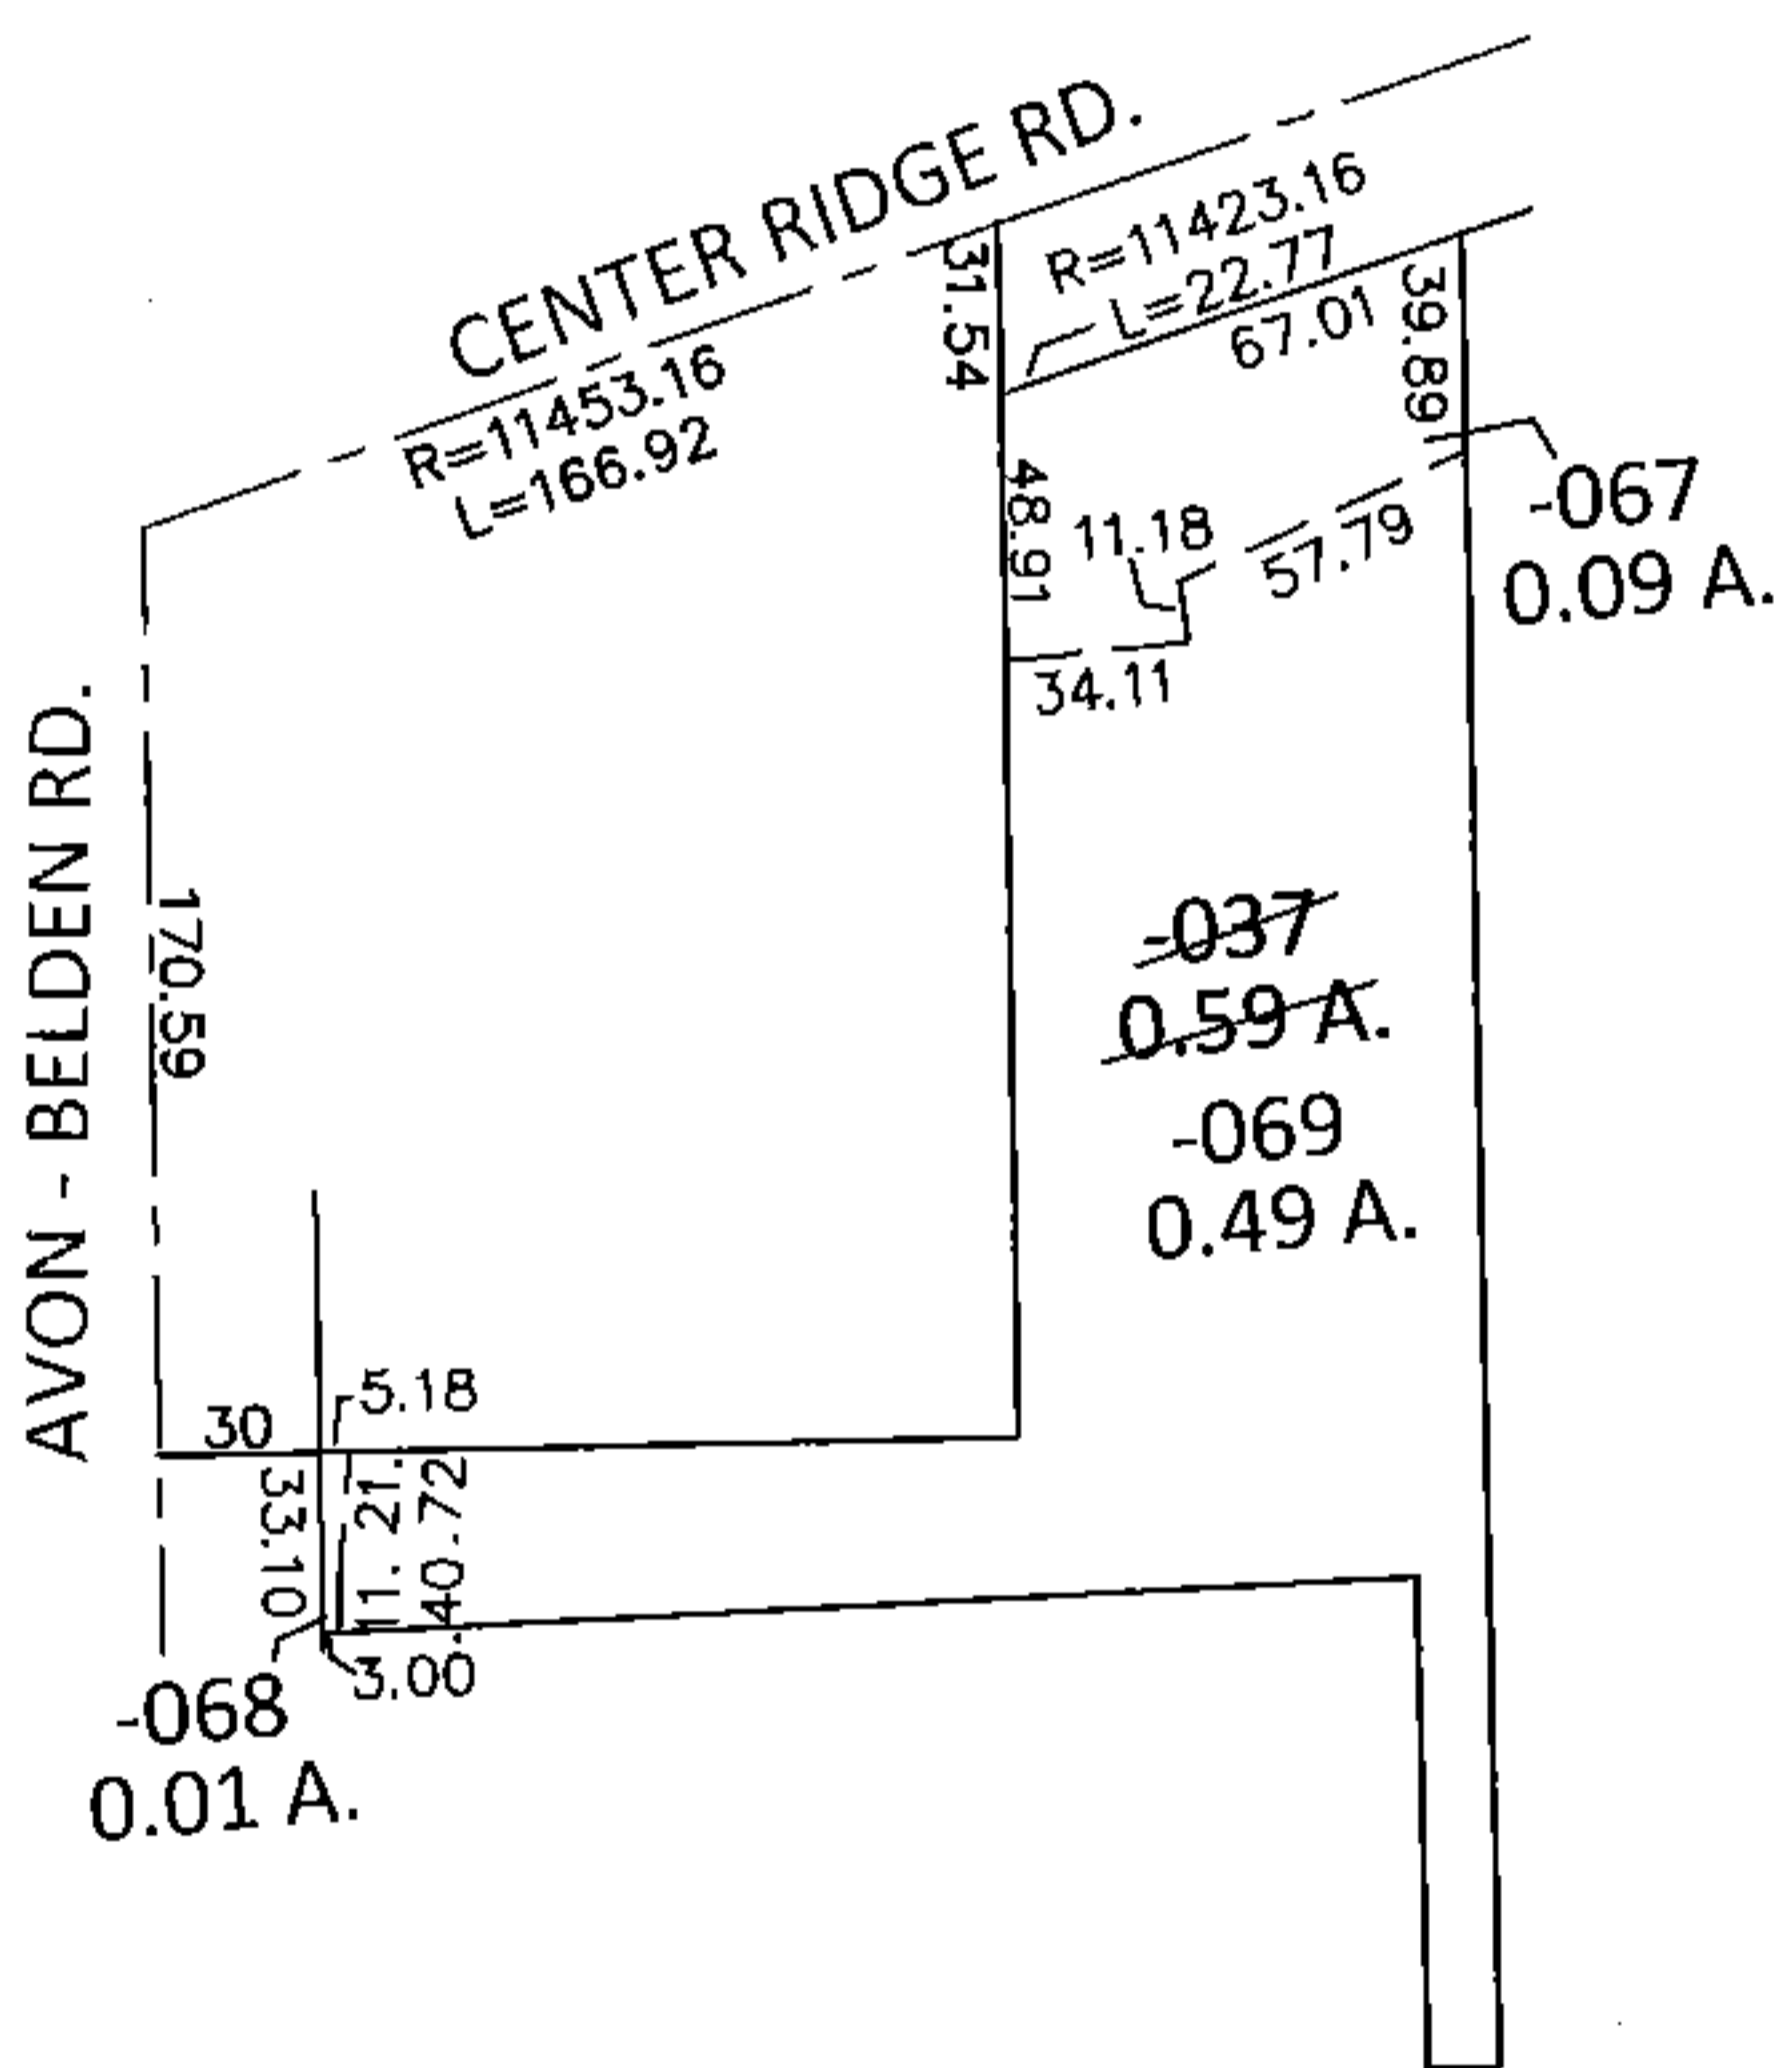 CENTER RIDGE RD.
R=11453.16
L=166.92
31.54
R=11423.16
L=22.77
67.01
39.89
-067
0.09 A.
48.91
11.18
57.79
34.11
AVON - BELDEN RD.
170.59
-037
0.59 A.
-069
0.49 A.
30
5.18
33.10
11.21.
40.72
3.00
-068
0.01 A.